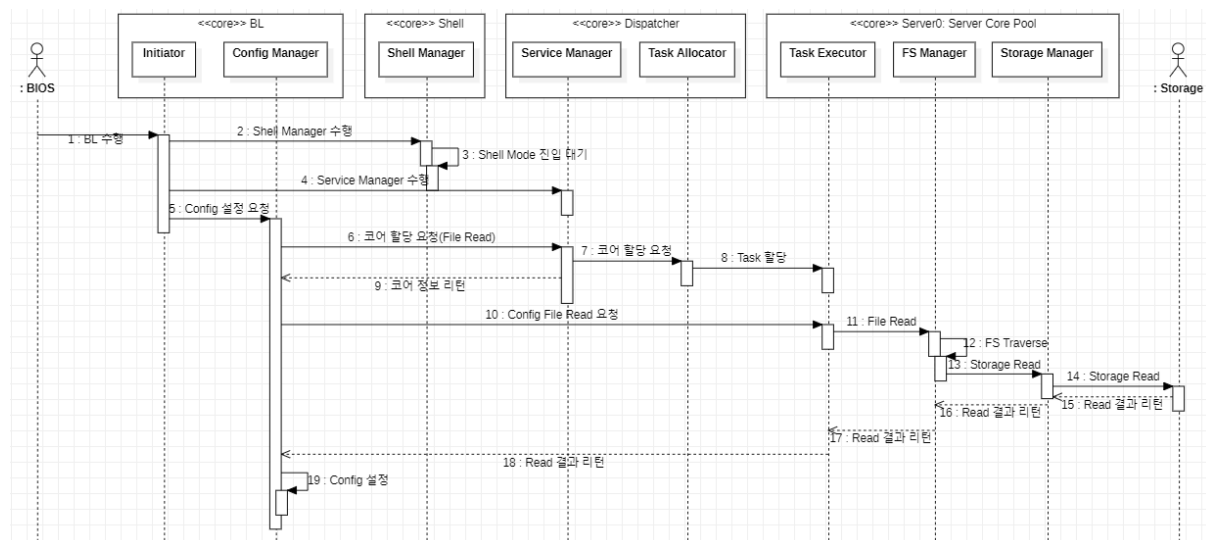 <<core>> BL
<<core>> Shell
<<core>> Dispatcher
<<core>> Server0: Server Core Pool
Initiator
Config Manager
Shell Manager
Service Manager
Task Allocator
Task Executor
FS Manager
Storage Manager
: BIOS
: Storage
1 : BL 수행
2 : Shell Manager 수행
3 : Shell Mode 진입 대기
4 : Service Manager 수행
5 : Config 설정 요청
6 : 코어 할당 요청(File Read)
7 : 코어 할당 요청
8 : Task 할당
9 : 코어 정보 리턴
10 : Config File Read 요청
11 : File Read
12 : FS Traverse
13 : Storage Read
14 : Storage Read
15 : Read 결과 리턴
16 : Read 결과 리턴
17 : Read 결과 리턴
18 : Read 결과 리턴
19 : Config 설정